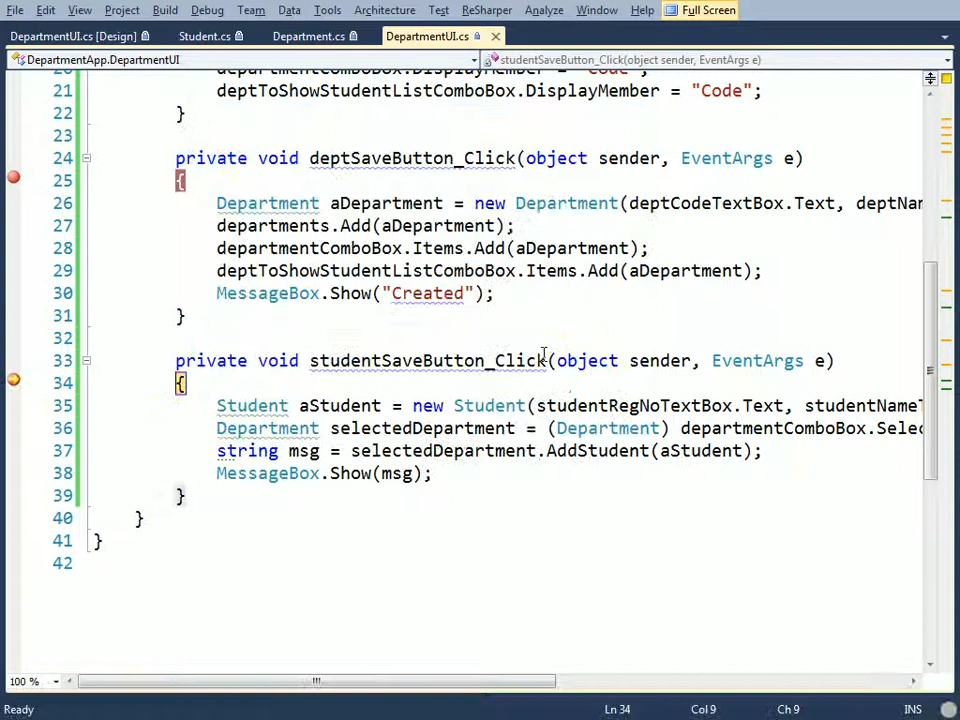 File Edit View Project Build Debug Team Data Tools Architecture Test ReSharper Analyze Window Help Full Screen
DepartmentUI.cs [Design] Student.cs Department.cs DepartmentUI.cs
DepartmentApp.DepartmentUI studentSaveButton_Click(object sender, EventArgs e)
20 departmentComboBox.DisplayMember = "Code";
21 deptToShowStudentListComboBox.DisplayMember = "Code";
22 }
23
24 private void deptSaveButton_Click(object sender, EventArgs e)
25 {
26 Department aDepartment = new Department(deptCodeTextBox.Text, deptNam
27 departments.Add(aDepartment);
28 departmentComboBox.Items.Add(aDepartment);
29 deptToShowStudentListComboBox.Items.Add(aDepartment);
30 MessageBox.Show("Created");
31 }
32
33 private void studentSaveButton_Click(object sender, EventArgs e)
34 {
35 Student aStudent = new Student(studentRegNoTextBox.Text, studentNameT
36 Department selectedDepartment = (Department) departmentComboBox.Selec
37 string msg = selectedDepartment.AddStudent(aStudent);
38 MessageBox.Show(msg);
39 }
40 }
41 }
42
100 %
Ready Ln 34 Col 9 Ch 9 INS